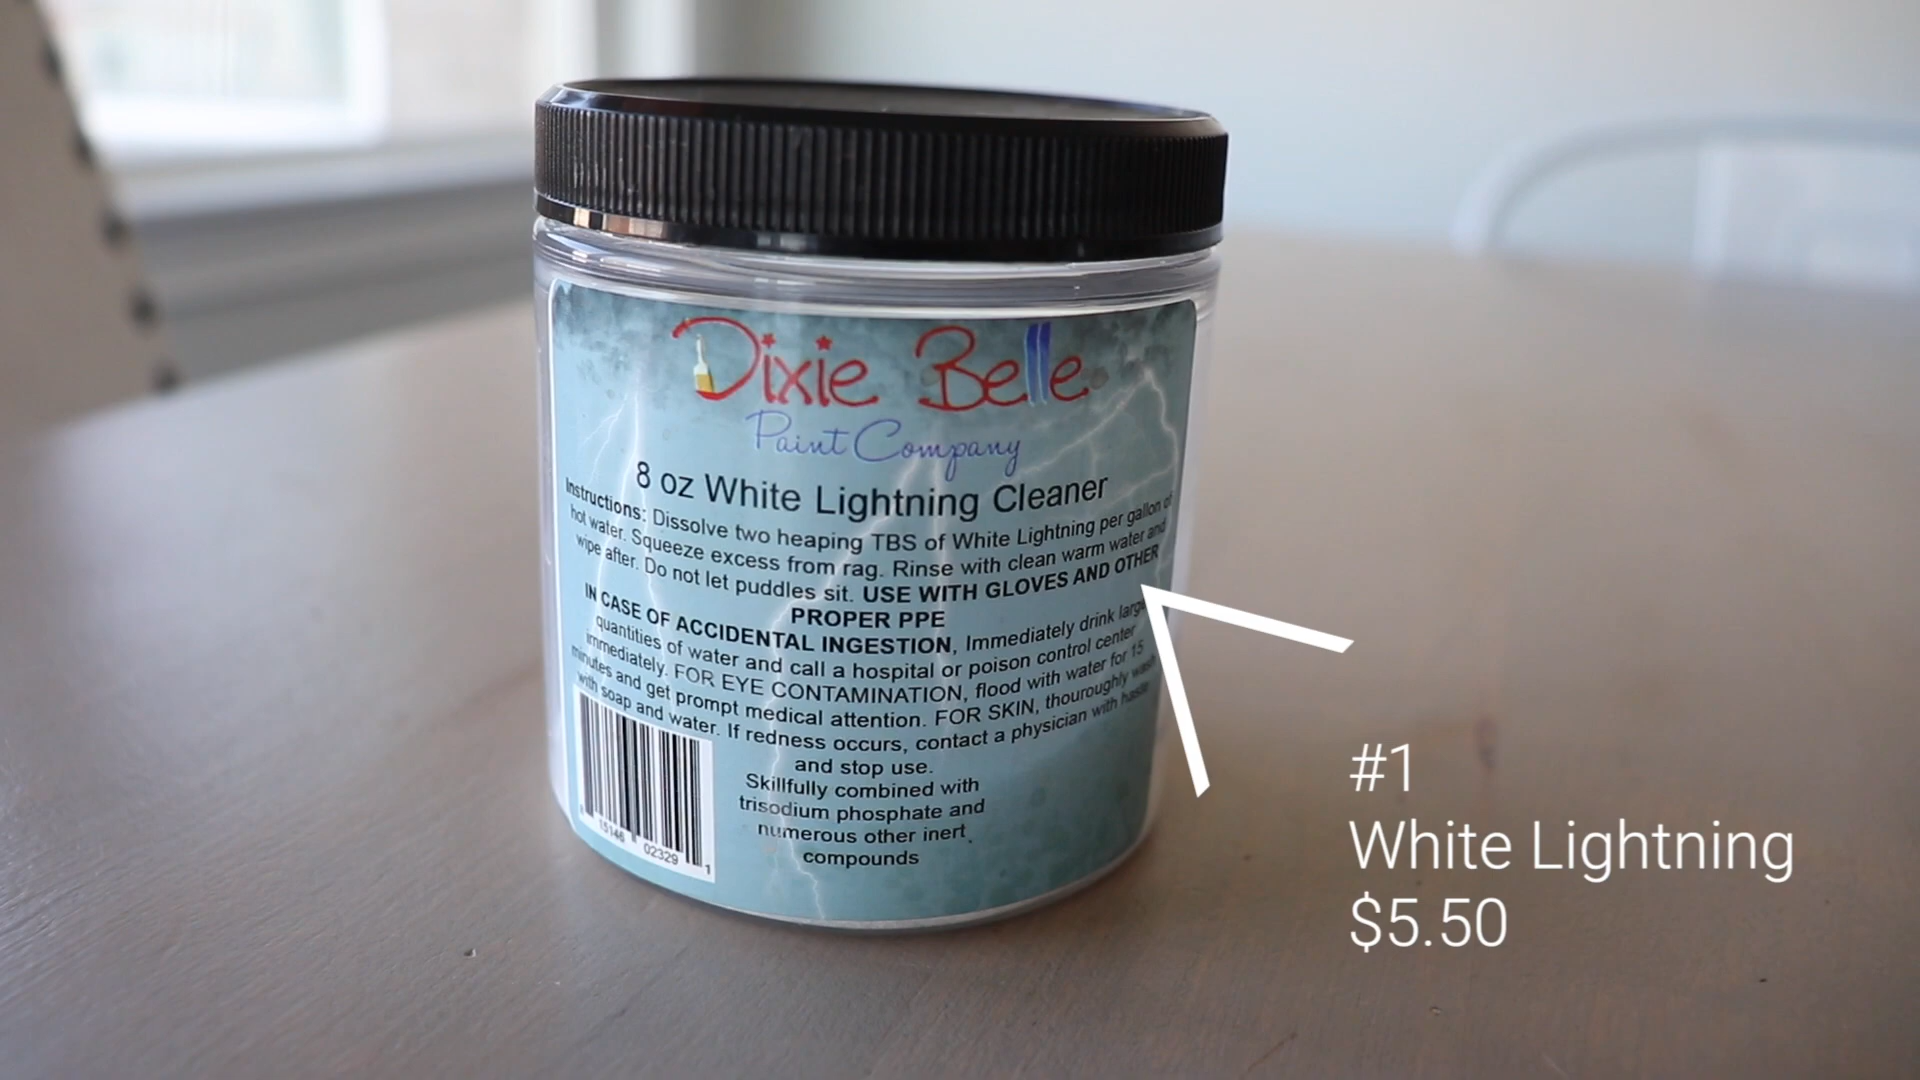 Dixie Belle
Paint Company
8 oz White Lightning Cleaner
Instructions: Dissolve two heaping TBS of White Lightning per gallon of
hot water. Squeeze excess from rag. Rinse with clean warm water and
wipe after. Do not let puddles sit. USE WITH GLOVES AND OTHER
PROPER PPE
IN CASE OF ACCIDENTAL INGESTION, Immediately drink large
quantities of water and call a hospital or poison control center
immediately. FOR EYE CONTAMINATION, flood with water for 15
minutes and get prompt medical attention. FOR SKIN, thouroughly wash
with soap and water. If redness occurs, contact a physician with haste
and stop use.
Skillfully combined with
trisodium phosphate and
numerous other inert
compounds
15146 02329 1
#1
White Lightning
$5.50